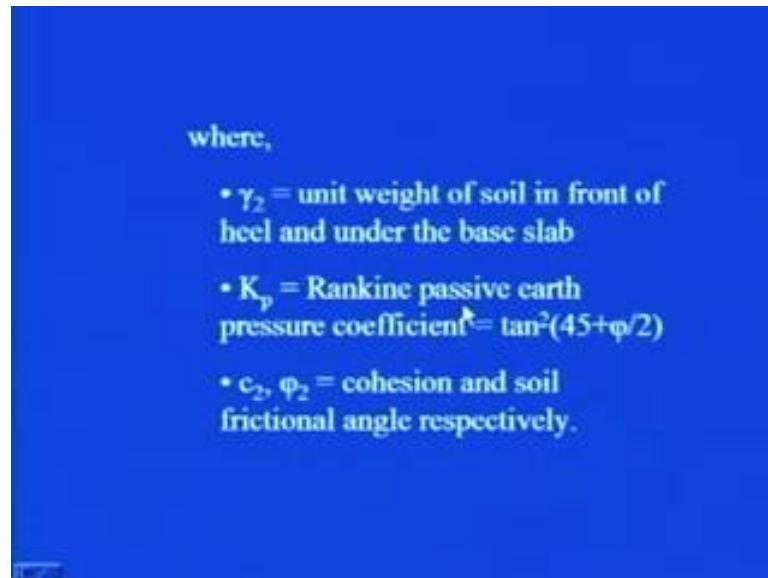 where,
• γ₂ = unit weight of soil in front of
heel and under the base slab
• Kₚ = Rankine passive earth
pressure coefficient = tan²(45+φ/2)
• c₂, φ₂ = cohesion and soil
frictional angle respectively.